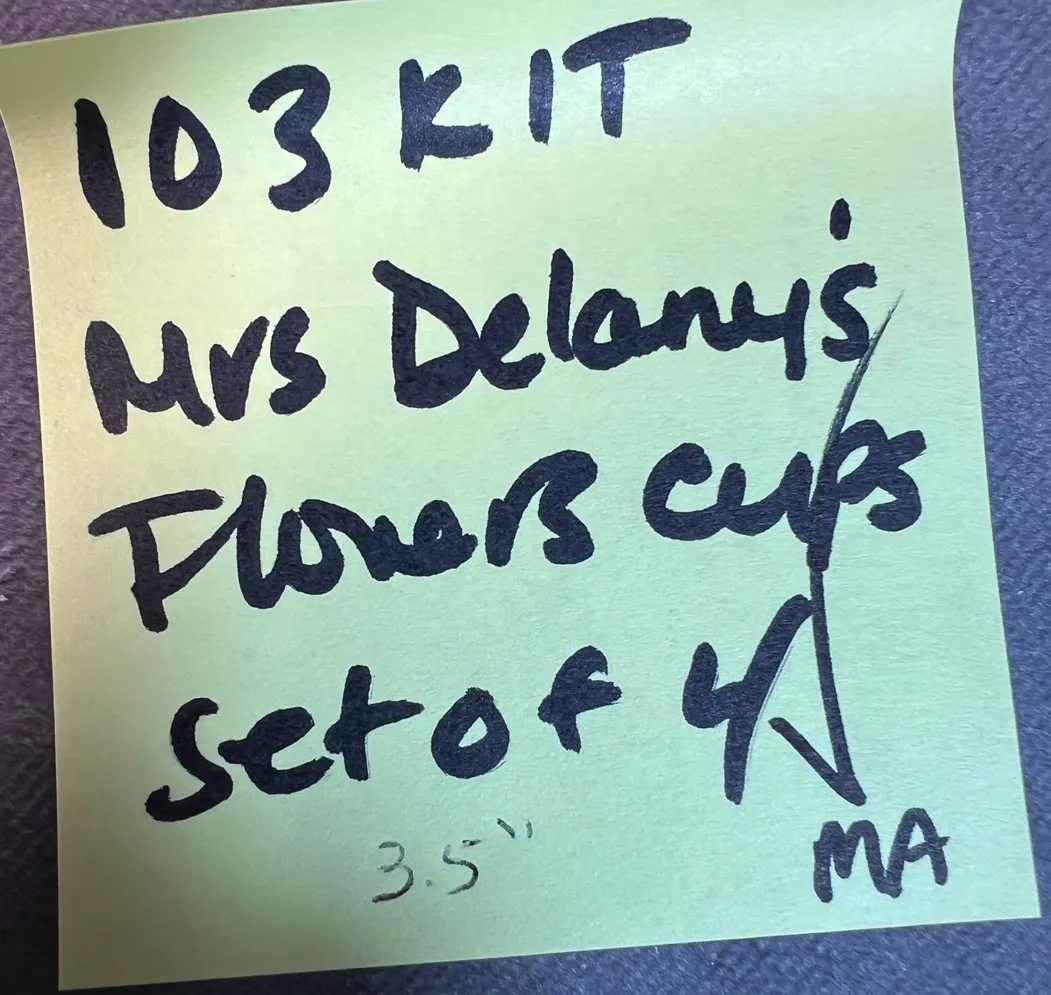 103 KIT
Mrs Delany's
Flowers cups
set of 4
3.5"
MA